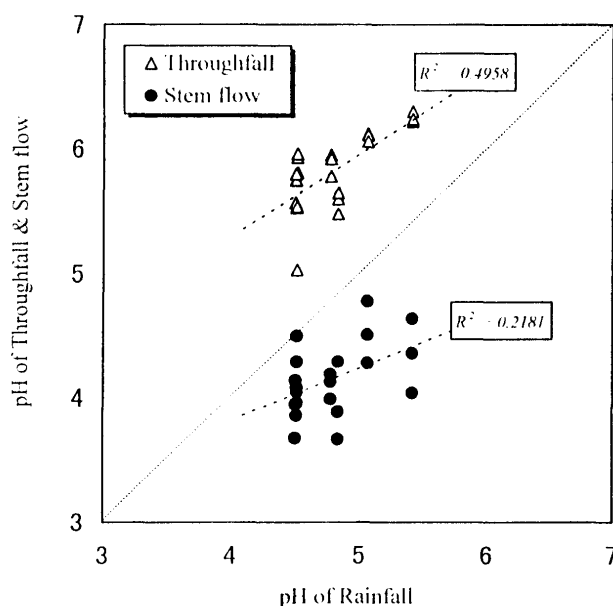 7
6
5
4
3
pH of Throughfall & Stem flow
Throughfall
Stem flow
R² 0.4958
R² 0.2181
3 4 5 6 7
pH of Rainfall